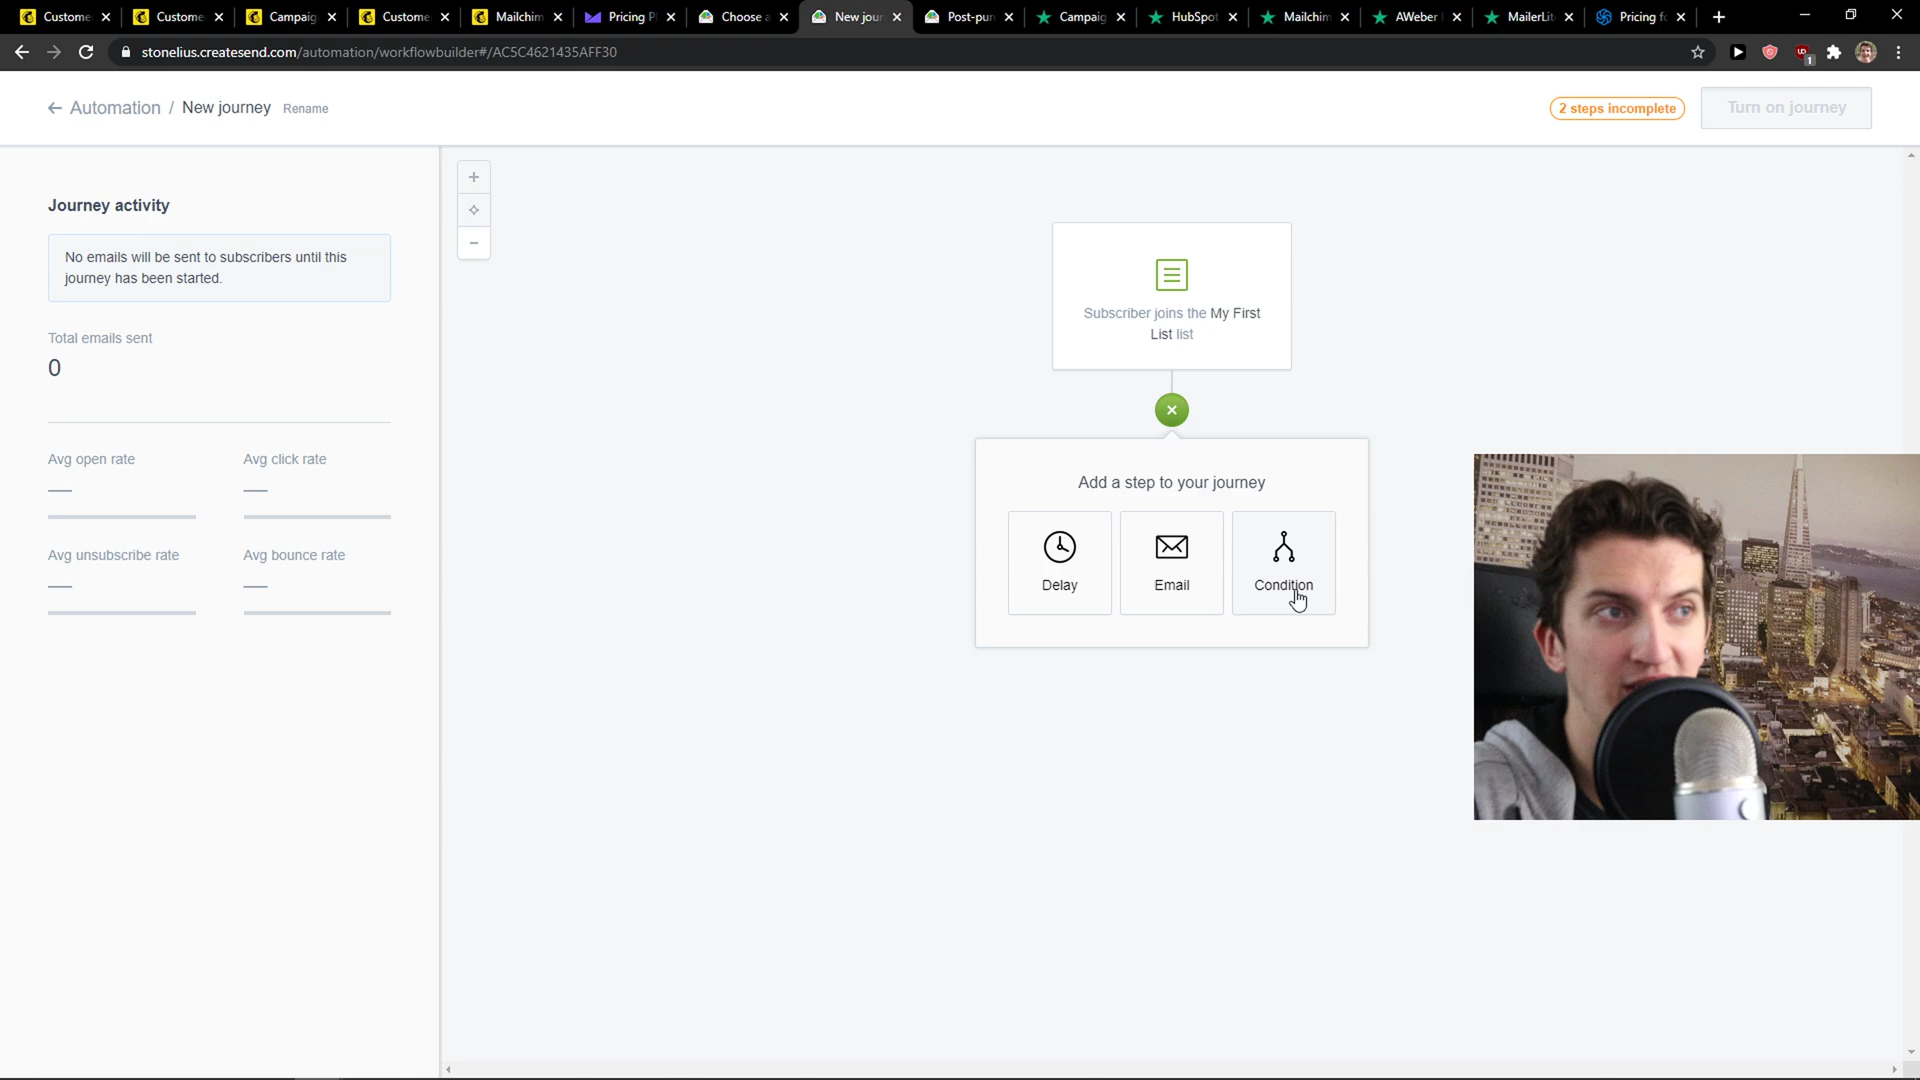 Custome
Custome
Campaig
Custome
Mailchim
Pricing P
Choose a
New jour
Post-pur
Campaig
HubSpot
Mailchim
AWeber
MailerLit
Pricing fo
stonelius.createsend.com/automation/workflowbuilder#/AC5C4621435AFF30
1
Automation / New journey Rename
2 steps incomplete
Turn on journey
Journey activity
No emails will be sent to subscribers until this
journey has been started.
Total emails sent
0
Avg open rate
Avg click rate
Avg unsubscribe rate
Avg bounce rate
Subscriber joins the My First
List list
Add a step to your journey
Delay
Email
Condition